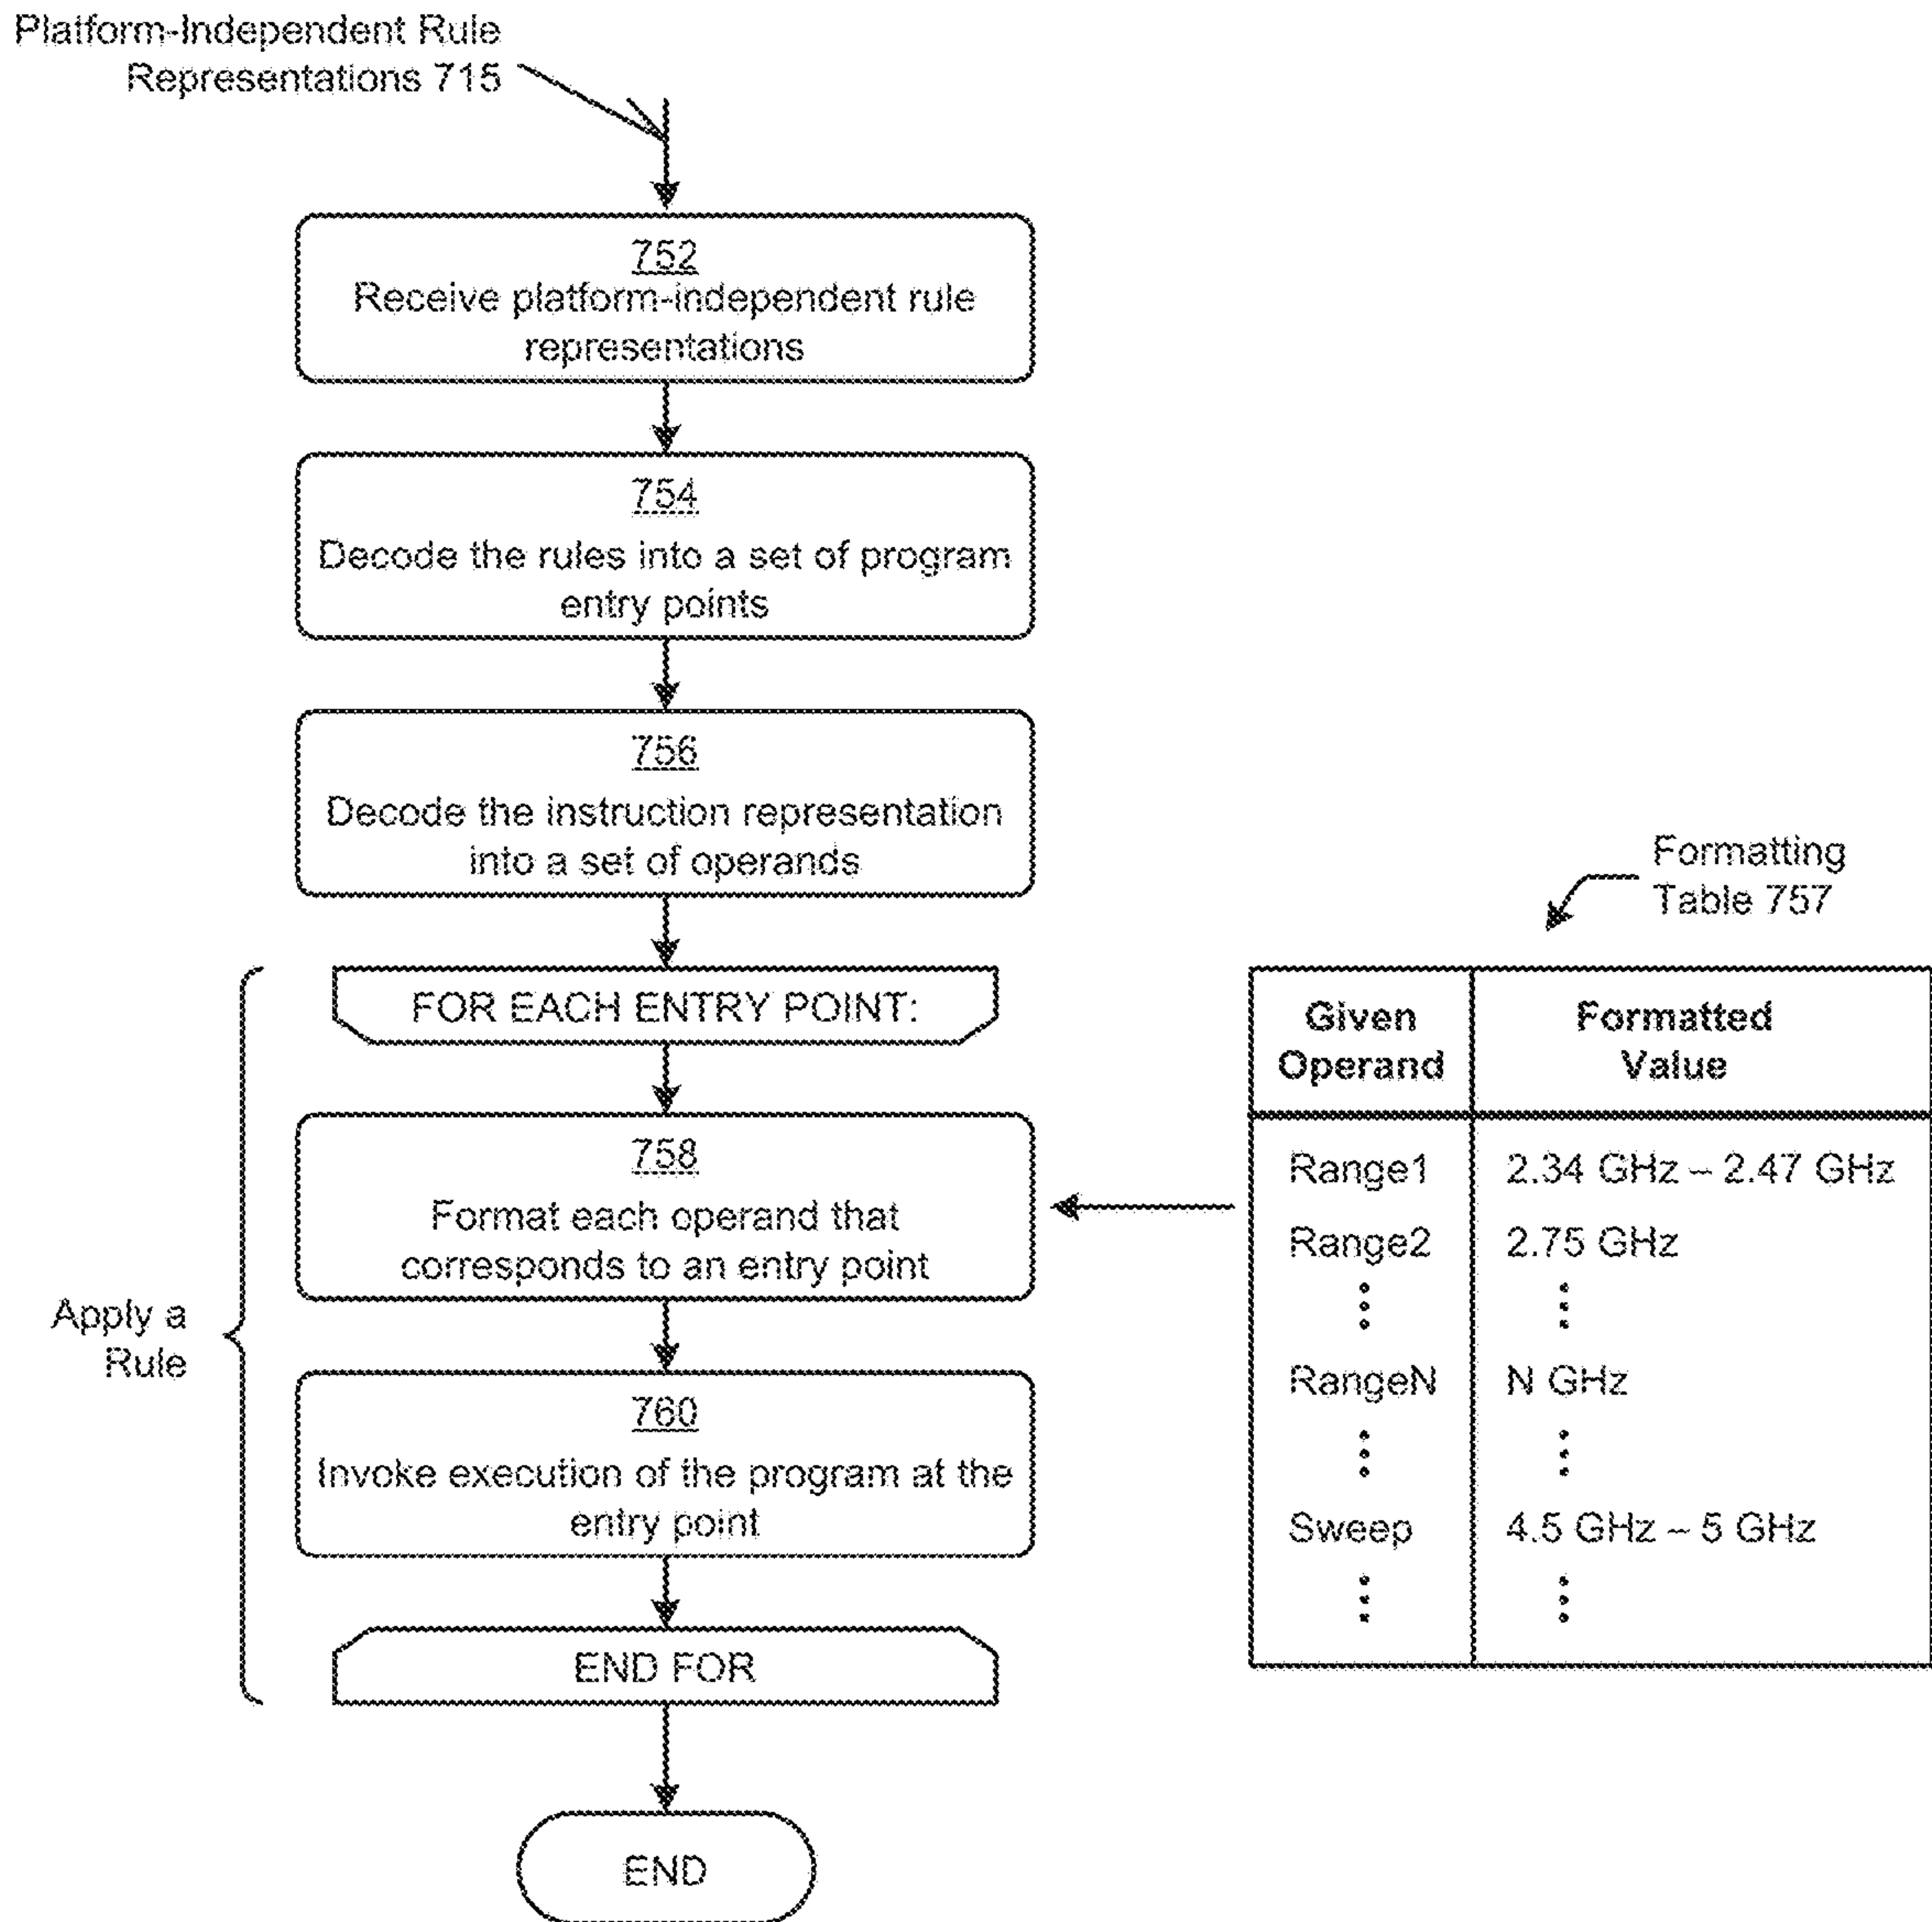 Platform-Independent Rule
Representations 715
752
Receive platform-independent rule
representations
754
Decode the rules into a set of program
entry points
756
Decode the instruction representation
into a set of operands
FOR EACH ENTRY POINT:
758
Format each operand that
corresponds to an entry point
760
Invoke execution of the program at the
entry point
END FOR
END
Apply a
Rule
Formatting
Table 757
Given
Operand
Formatted
Value
Range1 2.34 GHz – 2.47 GHz
Range2 2.75 GHz
RangeN N GHz
Sweep 4.5 GHz – 5 GHz